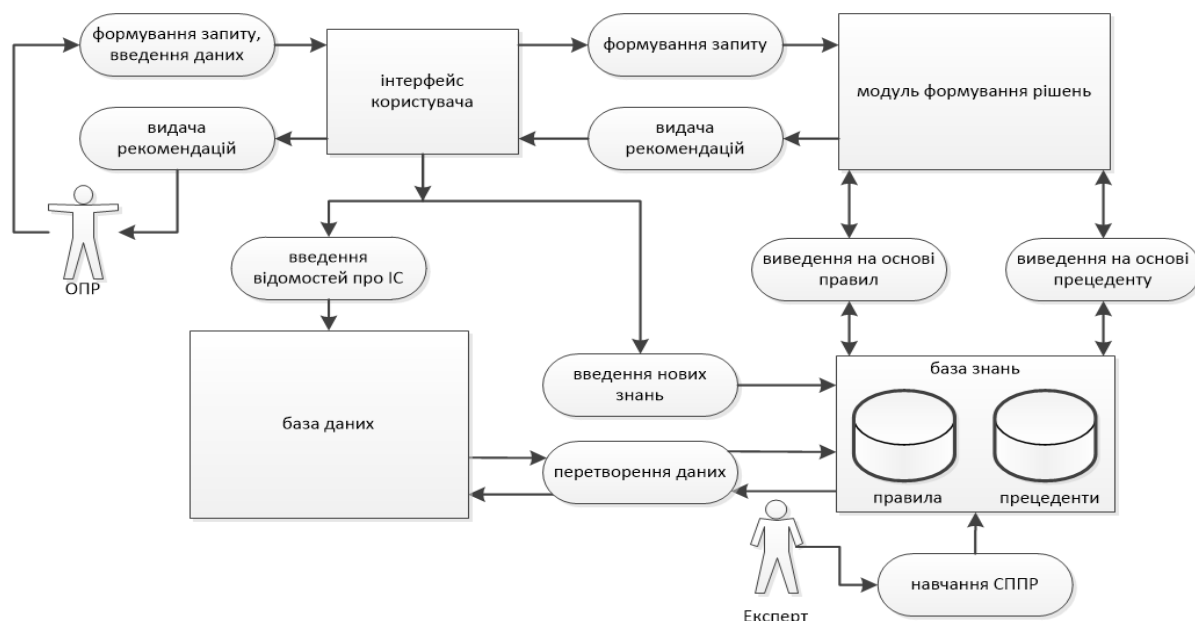 формування запиту,
введення даних
інтерфейс
користувача
формування запиту
модуль формування рішень
видача
рекомендацій
видача
рекомендацій
ОПР
введення
відомостей про ІС
виведення на основі
правил
виведення на основі
прецеденту
база даних
введення нових
знань
база знань
правила
прецеденти
перетворення даних
Експерт
навчання СППР